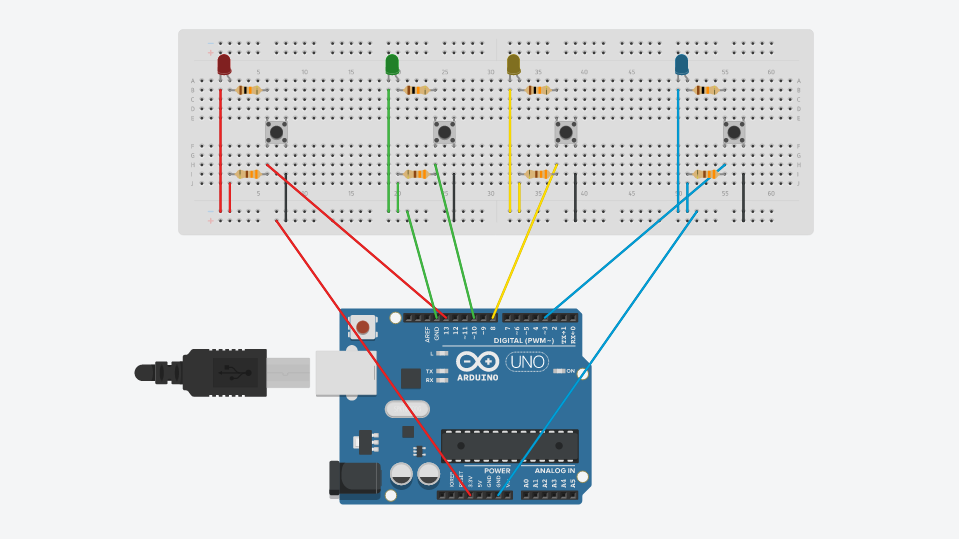 5 10 15 20 25 30 35 40 45 50 55 60
A A
B B
C C
D D
E E
F F
G G
H H
I I
J J
5 10 15 25 30 35 45 50 55 60
AREF
GND
13
12
~11
~10
~9
8
7
~6
~5
4
~3
2
TX→1
RX←0
DIGITAL (PWM~)
L
TX
RX
ARDUINO
UNO
ON
POWER
ANALOG IN
IOREF
RESET
3.3V
5V
GND
GND
A0
A1
A2
A3
A4
A5